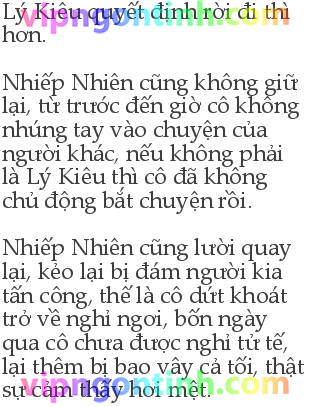 Lý Kiêu quyết định rời đi thì
hơn.
Nhiếp Nhiên cũng không giữ
lại, từ trước đến giờ cô không
nhúng tay vào chuyện của
người khác, nếu không phải
là Lý Kiêu thì cô đã không
chủ động bắt chuyện rồi.
Nhiếp Nhiên cũng lười quay
lại, kẻo lại bị đám người kia
tấn công, thế là cô dứt khoát
trở về nghỉ ngơi, bốn ngày
qua cô chưa được nghỉ tử tế,
lại thêm bị bao vây cả tối, thật
sự cảm thấy hơi mệt.
vipngontinh.com
vipngontinh.com